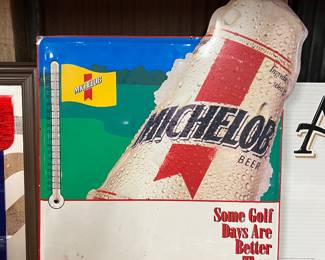 MICHELOB
MICHELOB
BEER
Some Golf
Days Are
Better